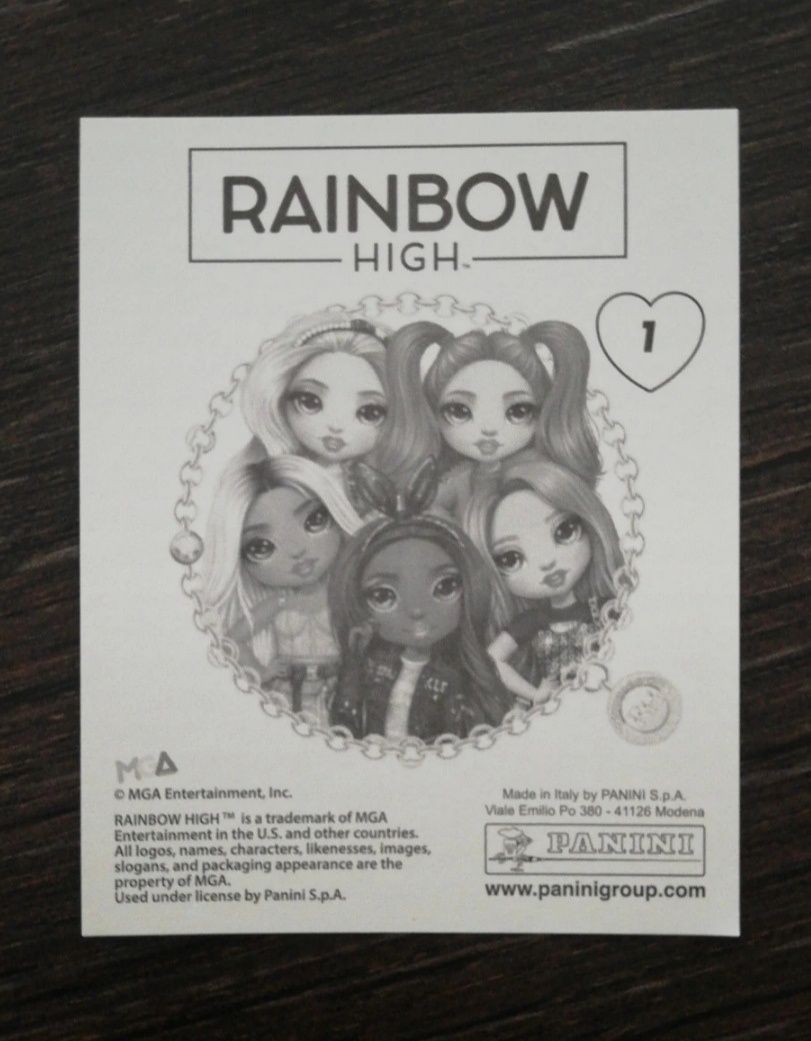 RAINBOW
HIGH™
1
MGA
© MGA Entertainment, Inc.
RAINBOW HIGH™ is a trademark of MGA
Entertainment in the U.S. and other countries.
All logos, names, characters, likenesses, images,
slogans, and packaging appearance are the
property of MGA.
Used under license by Panini S.p.A.
Made in Italy by PANINI S.p.A.
Viale Emilio Po 380 - 41126 Modena
PANINI
www.paninigroup.com